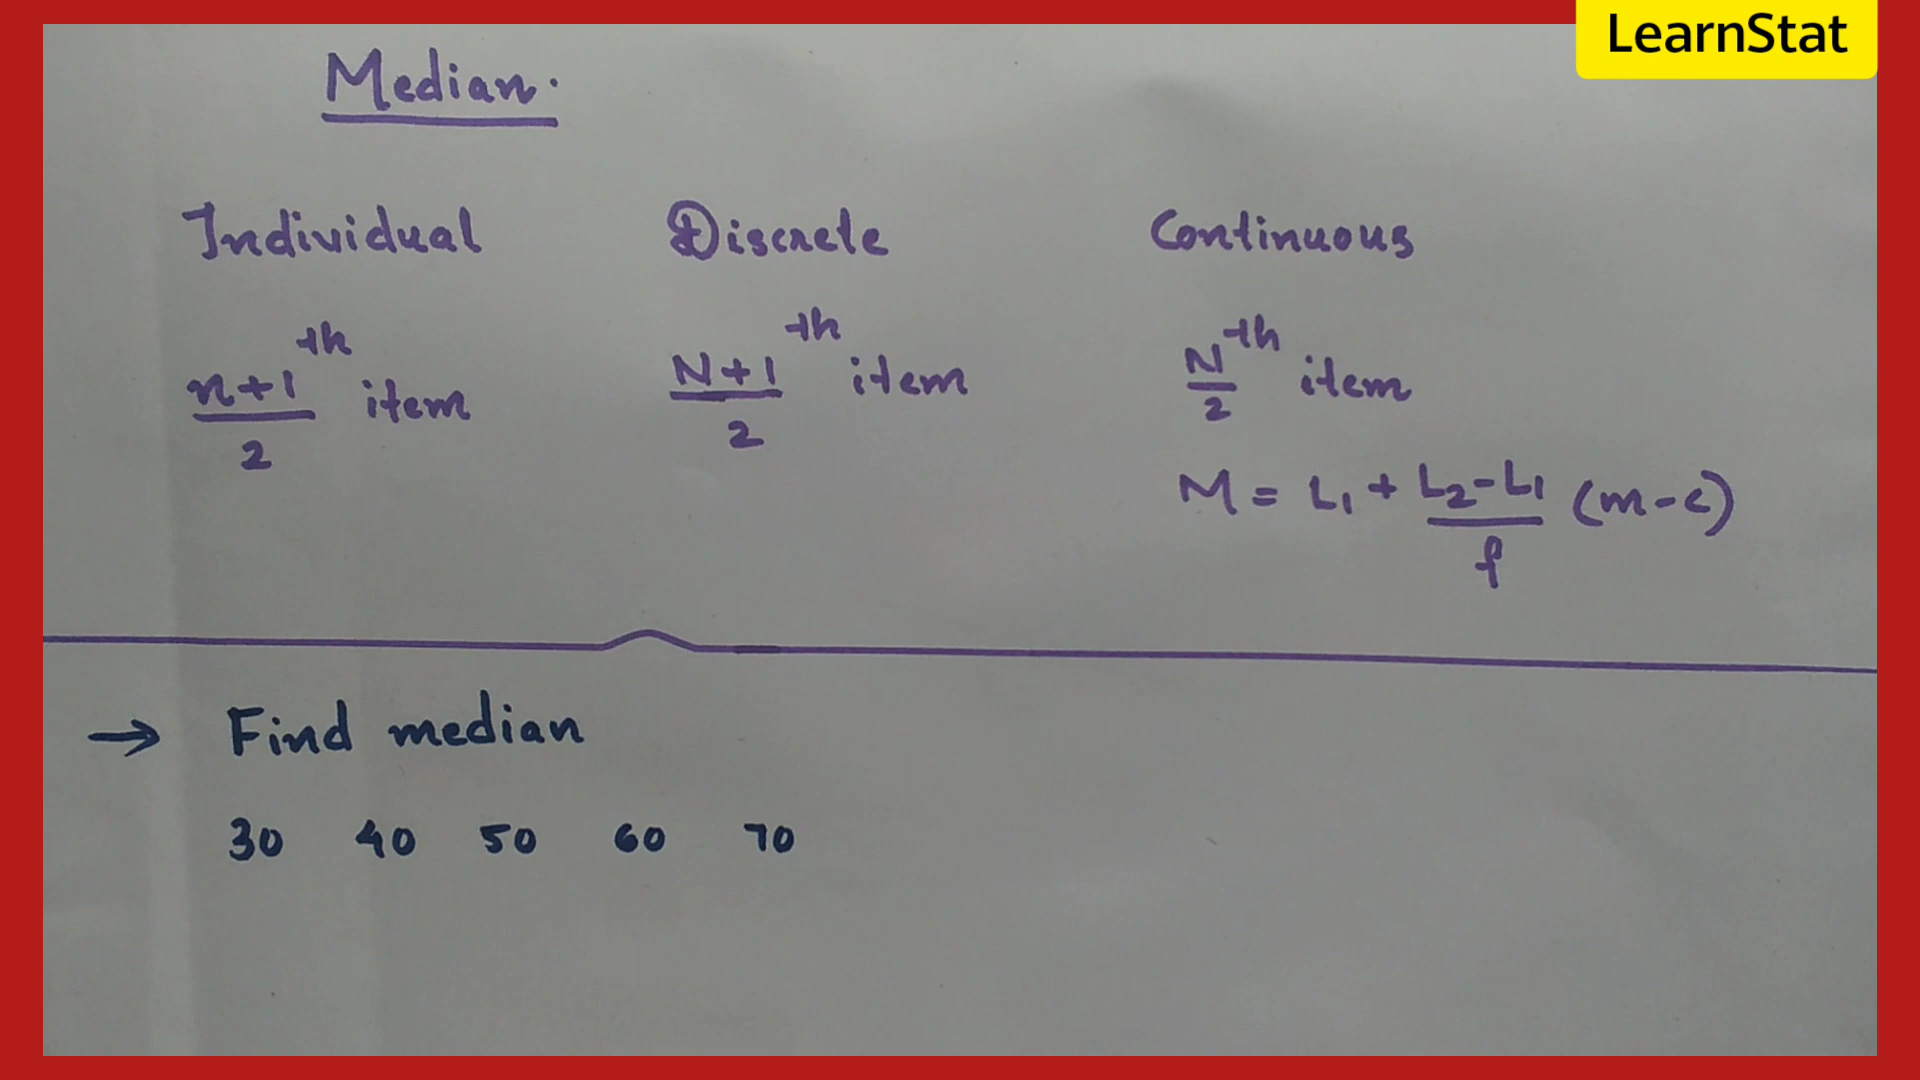 LearnStat
Median.
Individual Discrete Continuous
n+1/2 th item N+1/2 th item N/2 th item
M = L₁ + L₂-L₁/f (m-c)
→ Find median
30 40 50 60 70